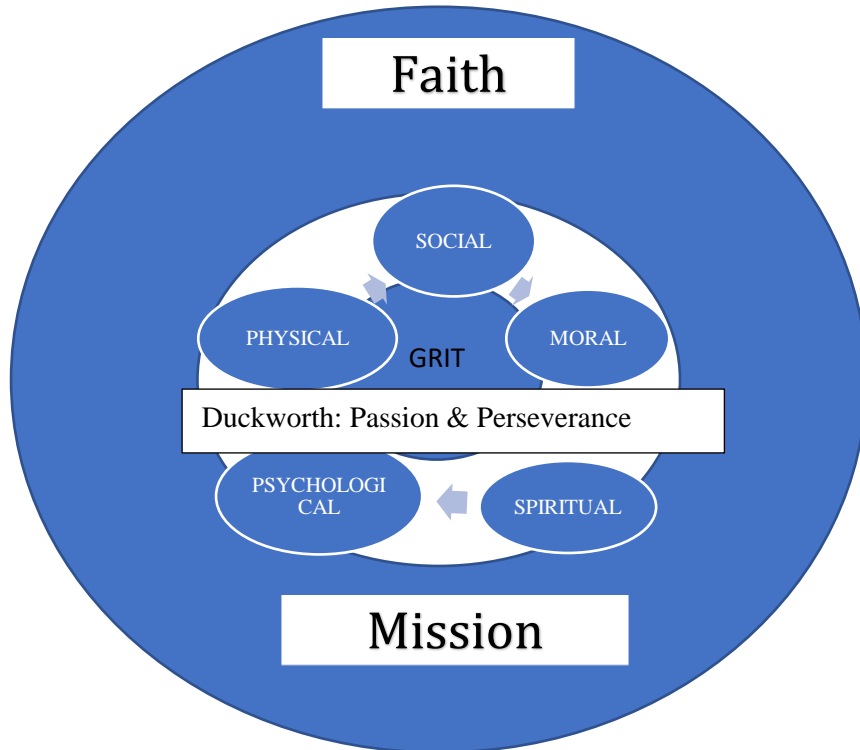 Faith
SOCIAL
PHYSICAL
MORAL
GRIT
Duckworth: Passion & Perseverance
PSYCHOLOGI
CAL
SPIRITUAL
Mission